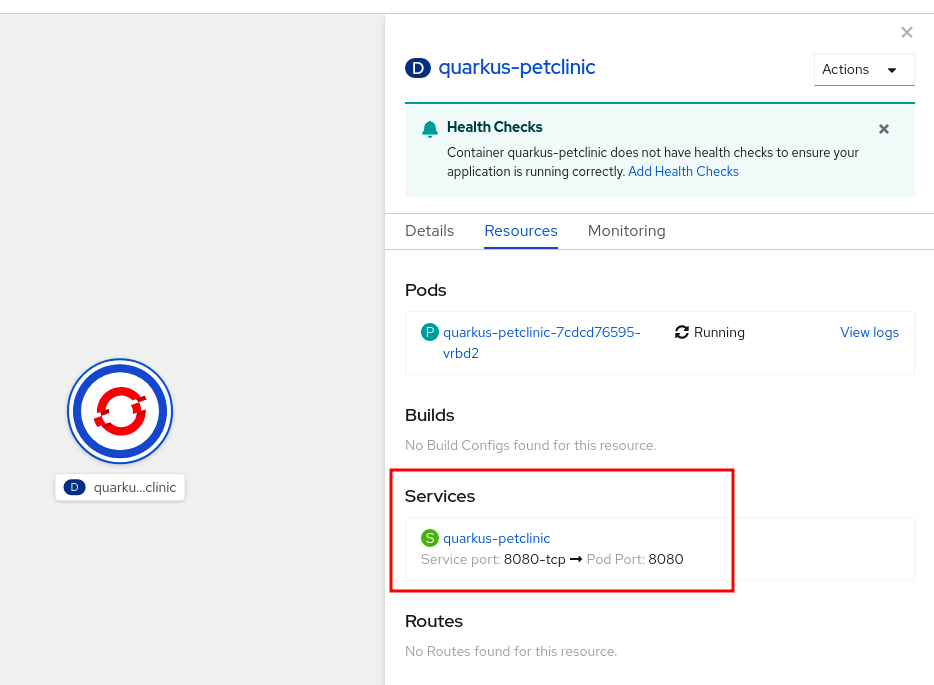 D quarkus-petclinic
Actions
Health Checks
Container quarkus-petclinic does not have health checks to ensure your
application is running correctly. Add Health Checks
Details Resources Monitoring
Pods
P quarkus-petclinic-7cdcd76595-
vrbd2
Running
View logs
Builds
No Build Configs found for this resource.
Services
S quarkus-petclinic
Service port: 8080-tcp → Pod Port: 8080
Routes
No Routes found for this resource.
D quarku...clinic